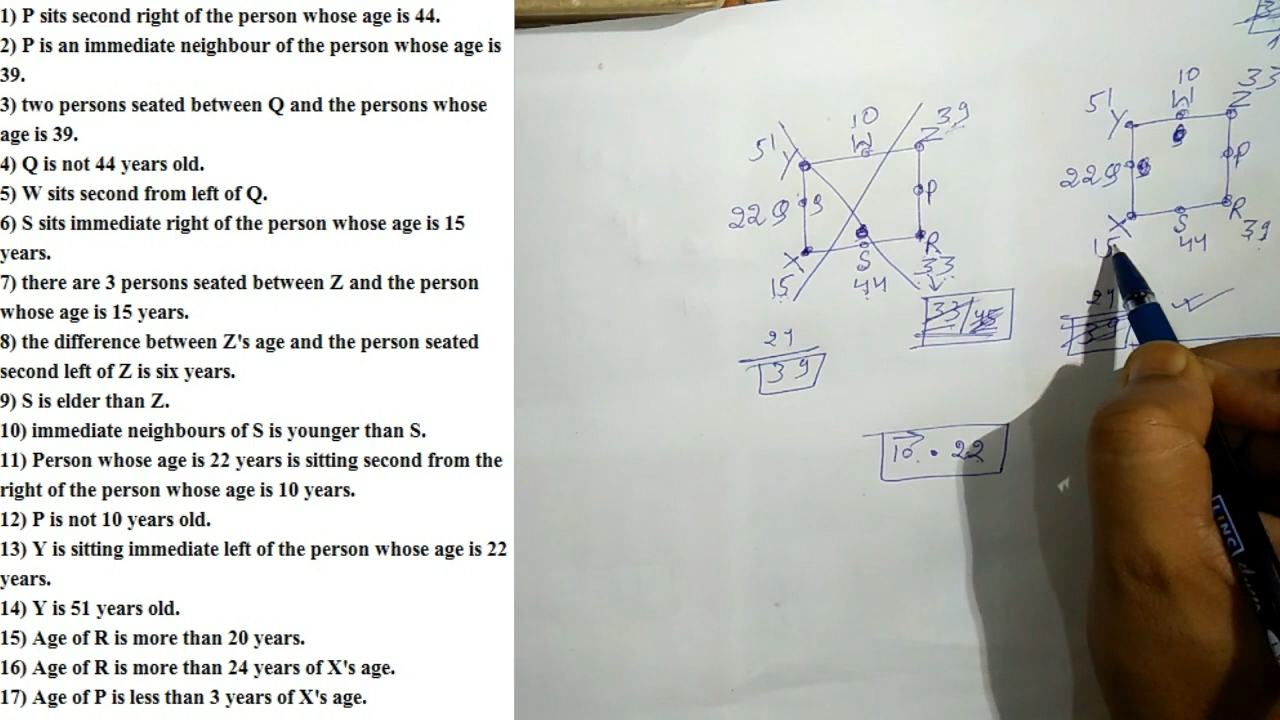 1) P sits second right of the person whose age is 44.
2) P is an immediate neighbour of the person whose age is
39.
3) two persons seated between Q and the persons whose
age is 39.
4) Q is not 44 years old.
5) W sits second from left of Q.
6) S sits immediate right of the person whose age is 15
years.
7) there are 3 persons seated between Z and the person
whose age is 15 years.
8) the difference between Z's age and the person seated
second left of Z is six years.
9) S is elder than Z.
10) immediate neighbours of S is younger than S.
11) Person whose age is 22 years is sitting second from the
right of the person whose age is 10 years.
12) P is not 10 years old.
13) Y is sitting immediate left of the person whose age is 22
years.
14) Y is 51 years old.
15) Age of R is more than 20 years.
16) Age of R is more than 24 years of X's age.
17) Age of P is less than 3 years of X's age.
10
51 Y W Z 39
22 Q P
X S R
15 44 33
33/45
24
39
10 . 22
10 33
51 Y W Z
22 Q P
X S R
15 44 39
24
39
LINC